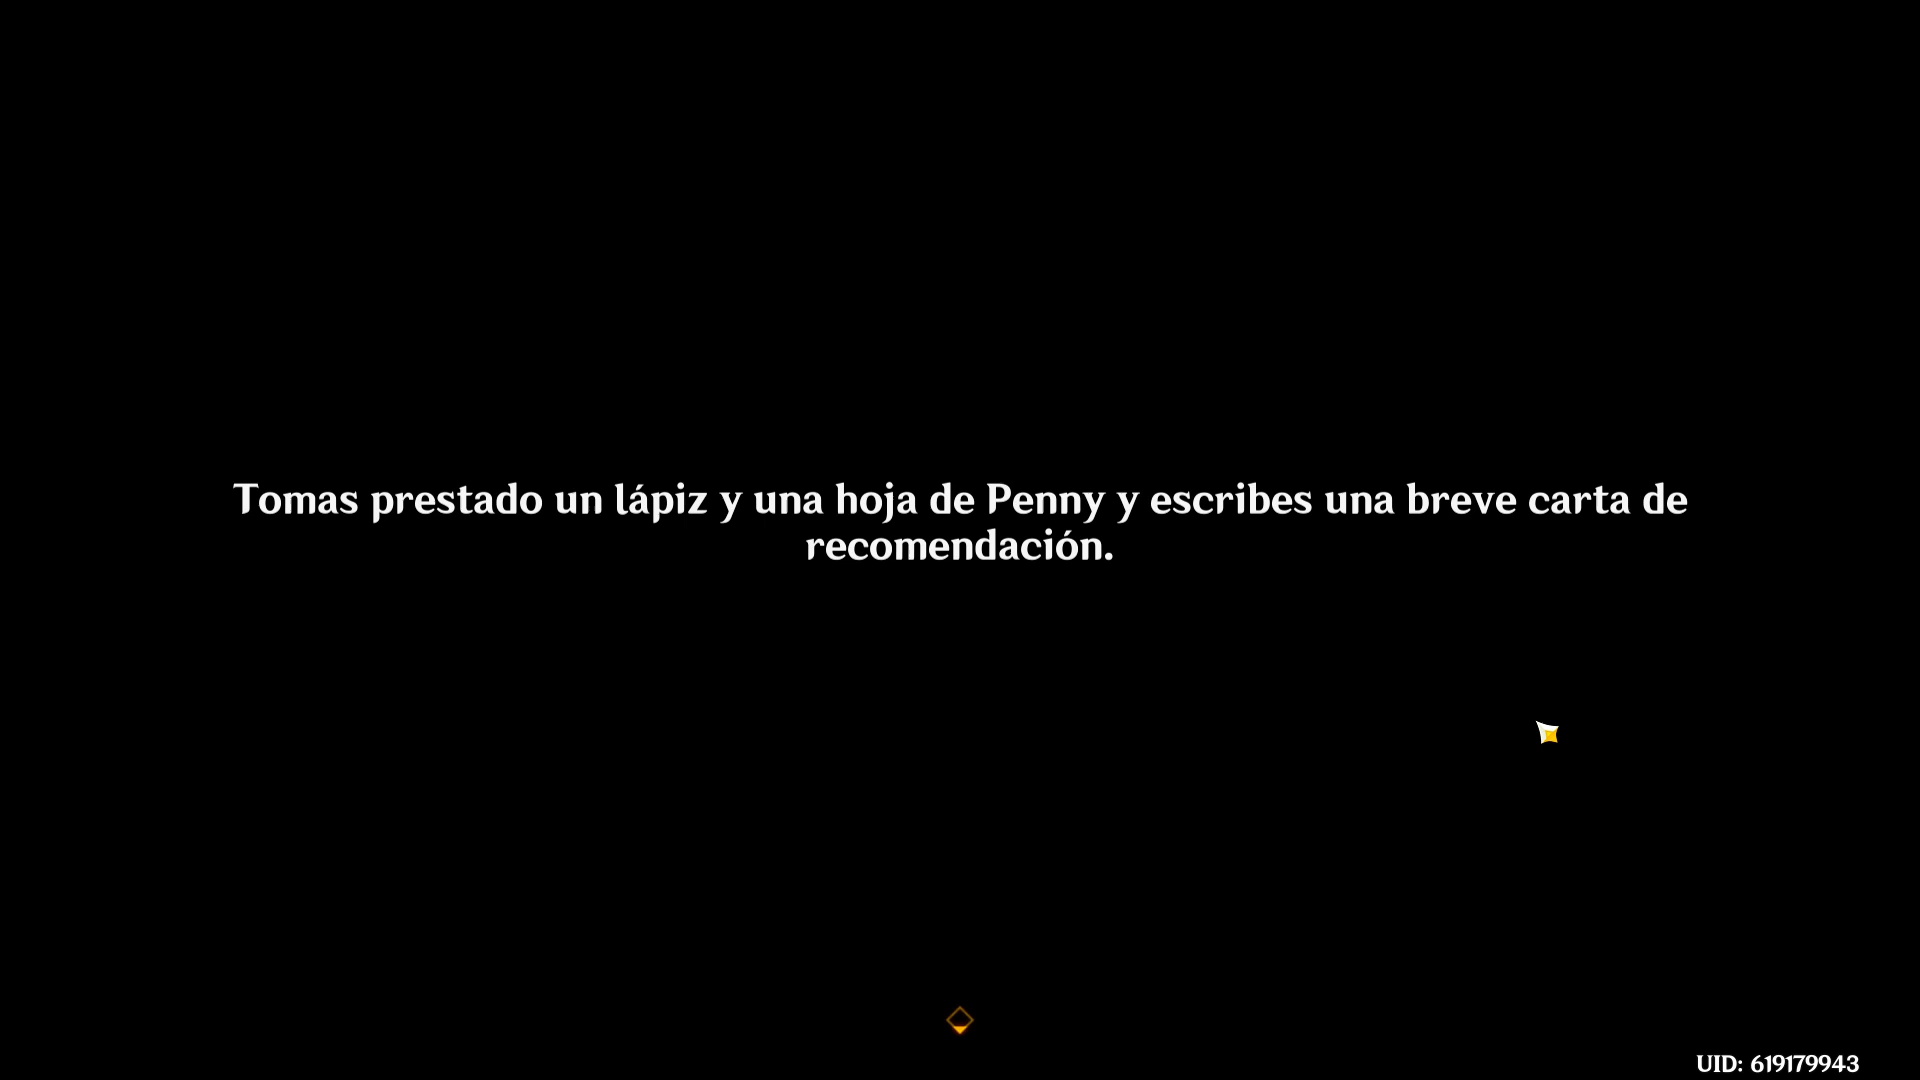 Tomas prestado un lápiz y una hoja de Penny y escribes una breve carta de
recomendación.
UID: 619179943